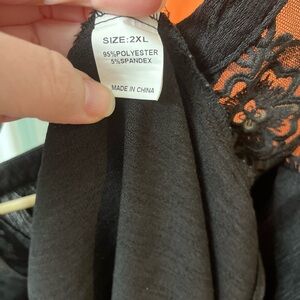 SIZE:2XL
95%POLYESTER
5%SPANDEX
MADE IN CHINA